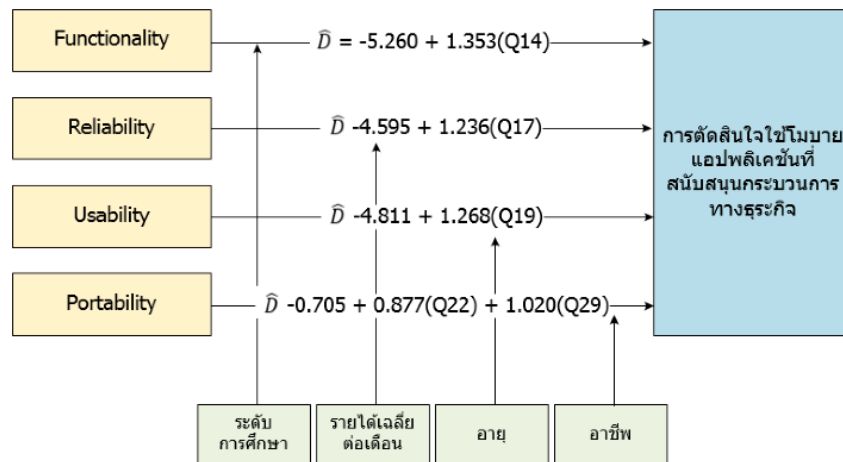 Functionality
D̂ = -5.260 + 1.353(Q14)
Reliability
D̂ -4.595 + 1.236(Q17)
Usability
D̂ -4.811 + 1.268(Q19)
Portability
D̂ -0.705 + 0.877(Q22) + 1.020(Q29)
การตัดสินใจใช้โมบาย
แอปพลิเคชันที่
สนับสนุนกระบวนการ
ทางธุรกิจ
ระดับ
การศึกษา
รายได้เฉลี่ย
ต่อเดือน
อายุ
อาชีพ